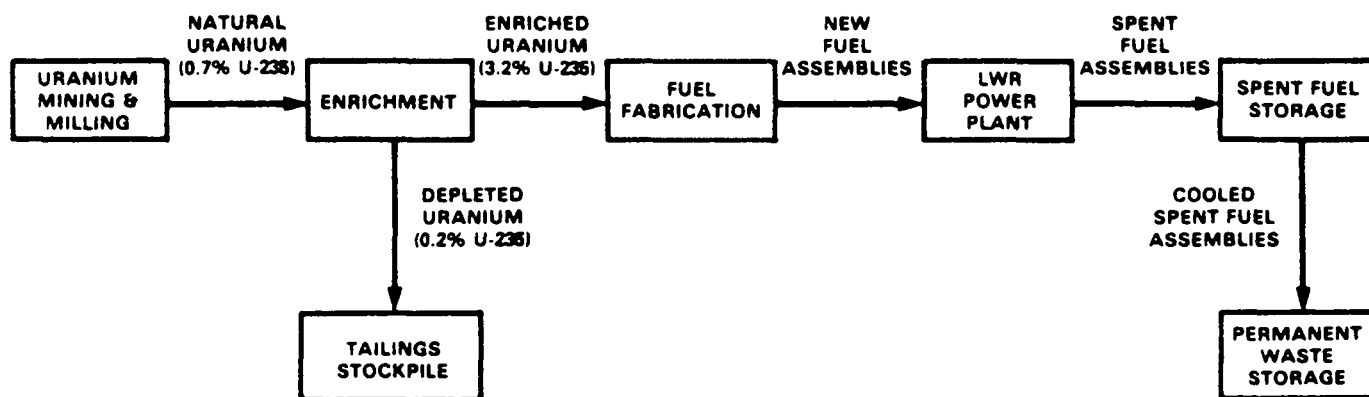 NATURAL
URANIUM
(0.7% U-235)
ENRICHED
URANIUM
(3.2% U-235)
NEW
FUEL
ASSEMBLIES
SPENT
FUEL
ASSEMBLIES
URANIUM
MINING &
MILLING
ENRICHMENT
FUEL
FABRICATION
LWR
POWER
PLANT
SPENT FUEL
STORAGE
DEPLETED
URANIUM
(0.2% U-235)
COOLED
SPENT FUEL
ASSEMBLIES
TAILINGS
STOCKPILE
PERMANENT
WASTE
STORAGE